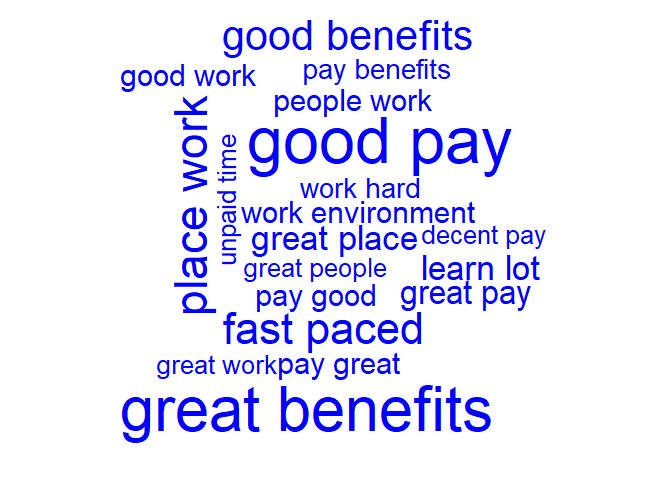 good benefits
good work
pay benefits
people work
place work
good pay
unpaid time
work hard
work environment
great place
decent pay
great people
learn lot
pay good
great pay
fast paced
great work
pay great
great benefits